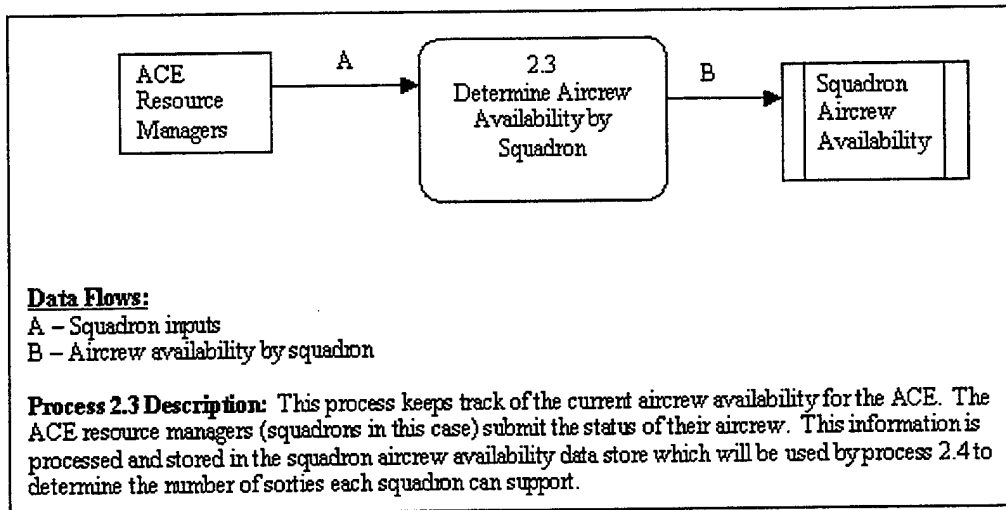 ACE
Resource
Managers
A
2.3
Determine Aircrew
Availability by
Squadron
B
Squadron
Aircrew
Availability
Data Flows:
A – Squadron inputs
B – Aircrew availability by squadron
Process 2.3 Description: This process keeps track of the current aircrew availability for the ACE. The
ACE resource managers (squadrons in this case) submit the status of their aircrew. This information is
processed and stored in the squadron aircrew availability data store which will be used by process 2.4 to
determine the number of sorties each squadron can support.